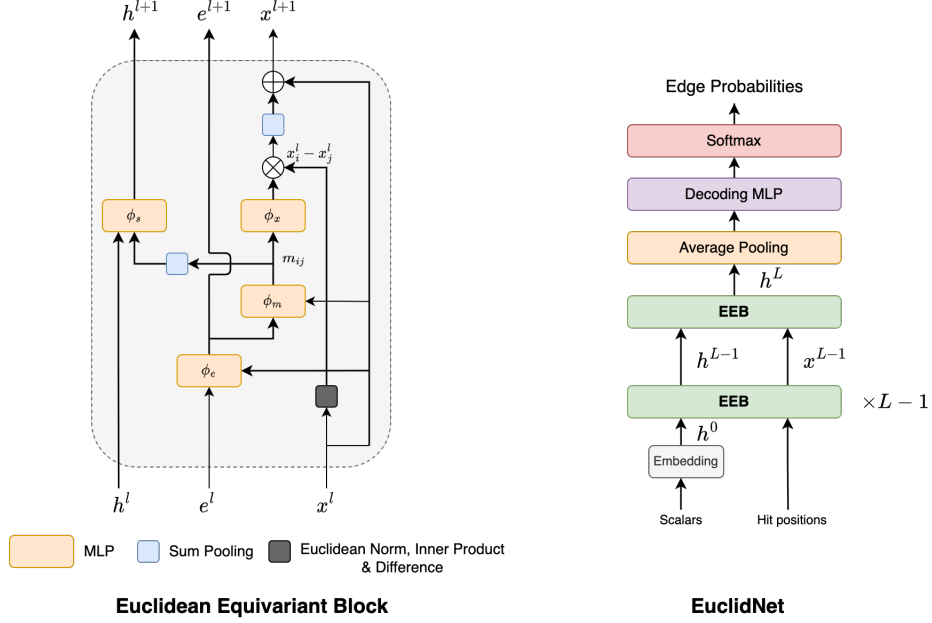 h^{l+1} e^{l+1} x^{l+1}
x_i^l − x_j^l
ϕ_s ϕ_x
m_{ij}
ϕ_m
ϕ_e
h^l e^l x^l
MLP
Sum Pooling
Euclidean Norm, Inner Product
& Difference
Euclidean Equivariant Block
Edge Probabilities
Softmax
Decoding MLP
Average Pooling
h^L
EEB
h^{L−1} x^{L−1}
EEB ×L − 1
h^0
Embedding
Scalars Hit positions
EuclidNet